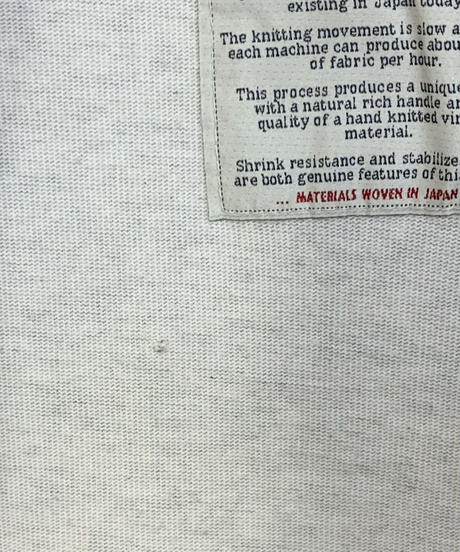 existing in Japan today
The knitting movement is slow a
each machine can produce abou
of fabric per hour.
This process produces a unique
with a natural rich handle ar
quality of a hand knitted vin
material.
Shrink resistance and stabilize
are both genuine features of thi
... MATERIALS WOVEN IN JAPAN